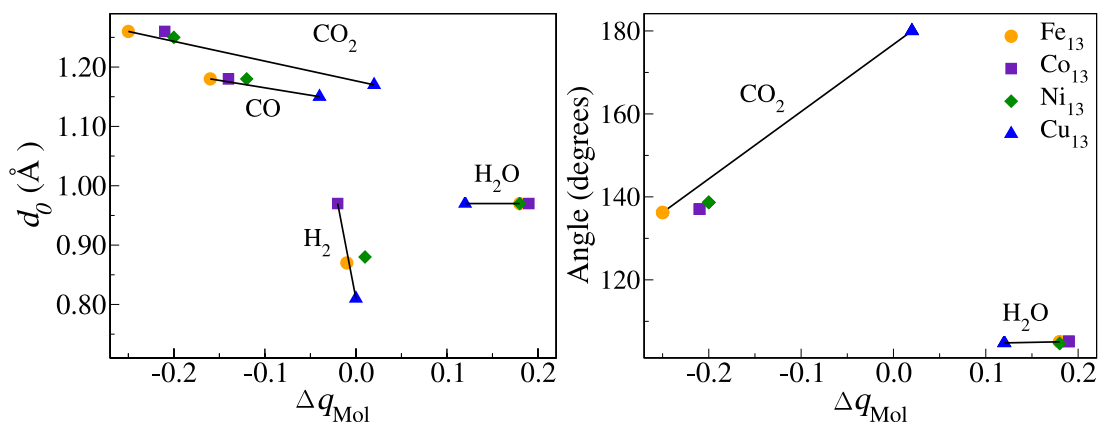 1.20
1.10
1.00
0.90
0.80
d₀ (Å)
CO₂
CO
H₂
H₂O
-0.2 -0.1 0.0 0.1 0.2
Δq_Mol
180
160
140
120
Angle (degrees)
CO₂
H₂O
Fe₁₃
Co₁₃
Ni₁₃
Cu₁₃
-0.2 -0.1 0.0 0.1 0.2
Δq_Mol